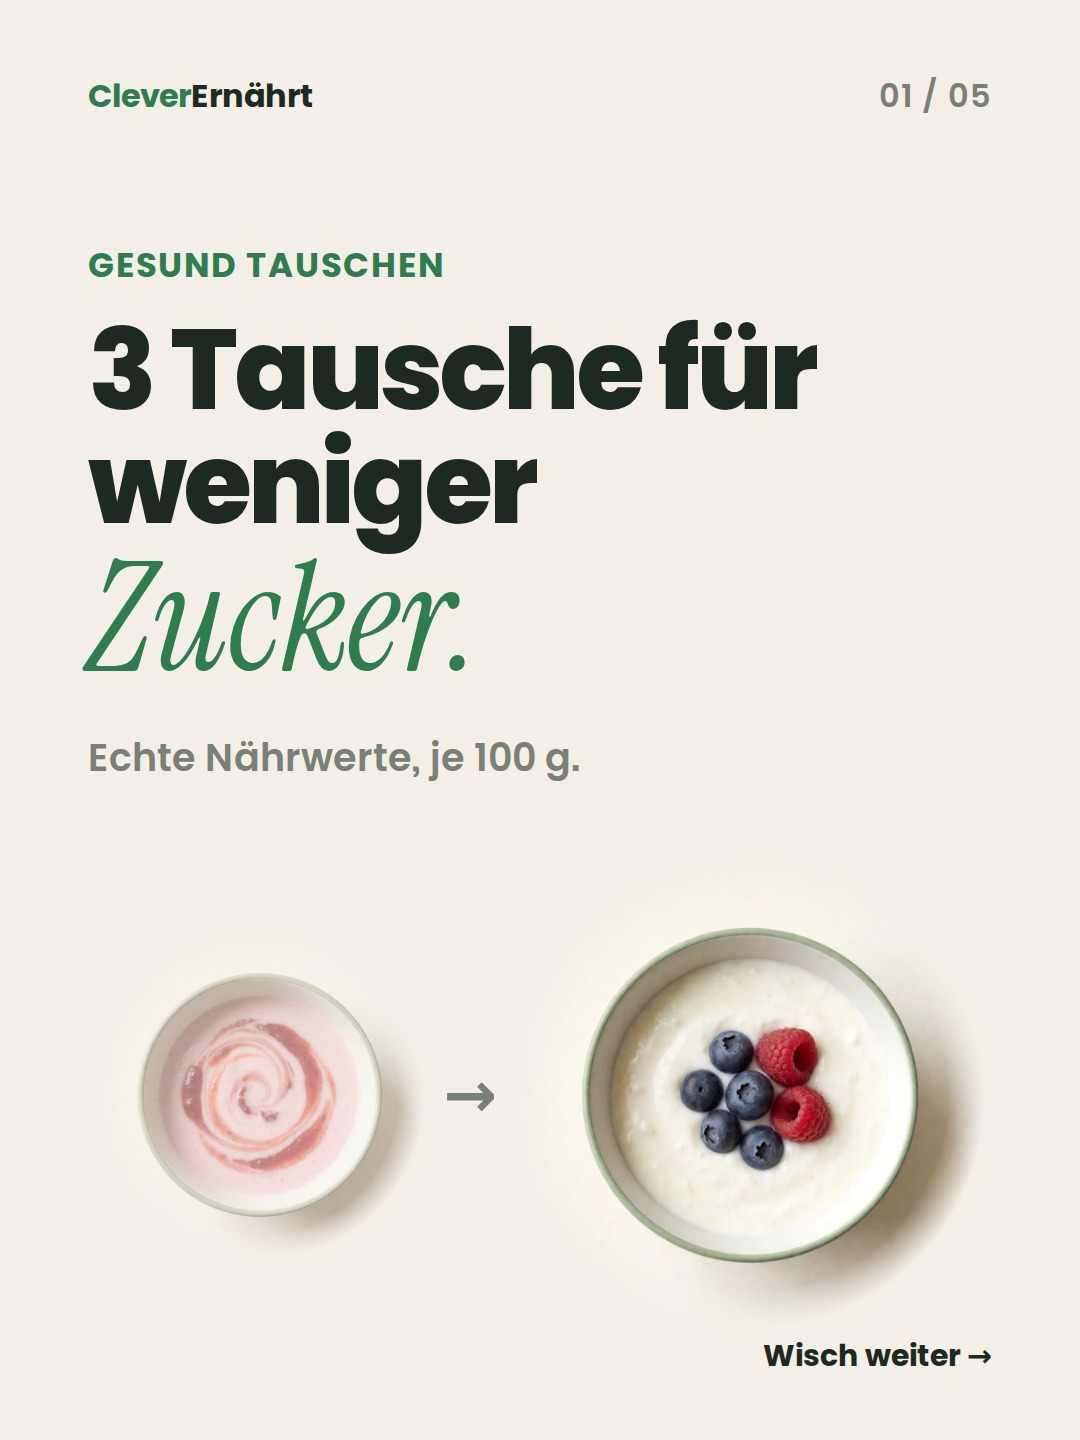 CleverErnährt
01 / 05
GESUND TAUSCHEN
3 Tausche für
weniger
Zucker.
Echte Nährwerte, je 100 g.
→
Wisch weiter →